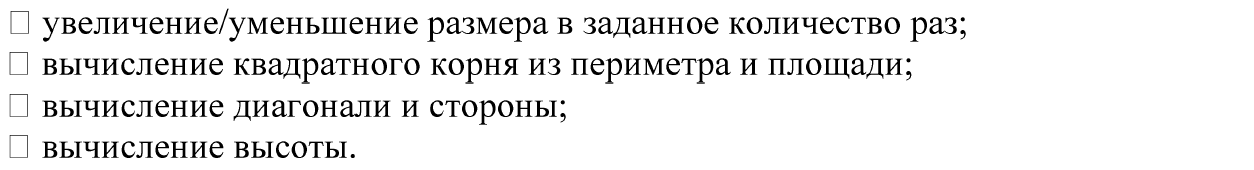 □ увеличение/уменьшение размера в заданное количество раз;
□ вычисление квадратного корня из периметра и площади;
□ вычисление диагонали и стороны;
□ вычисление высоты.